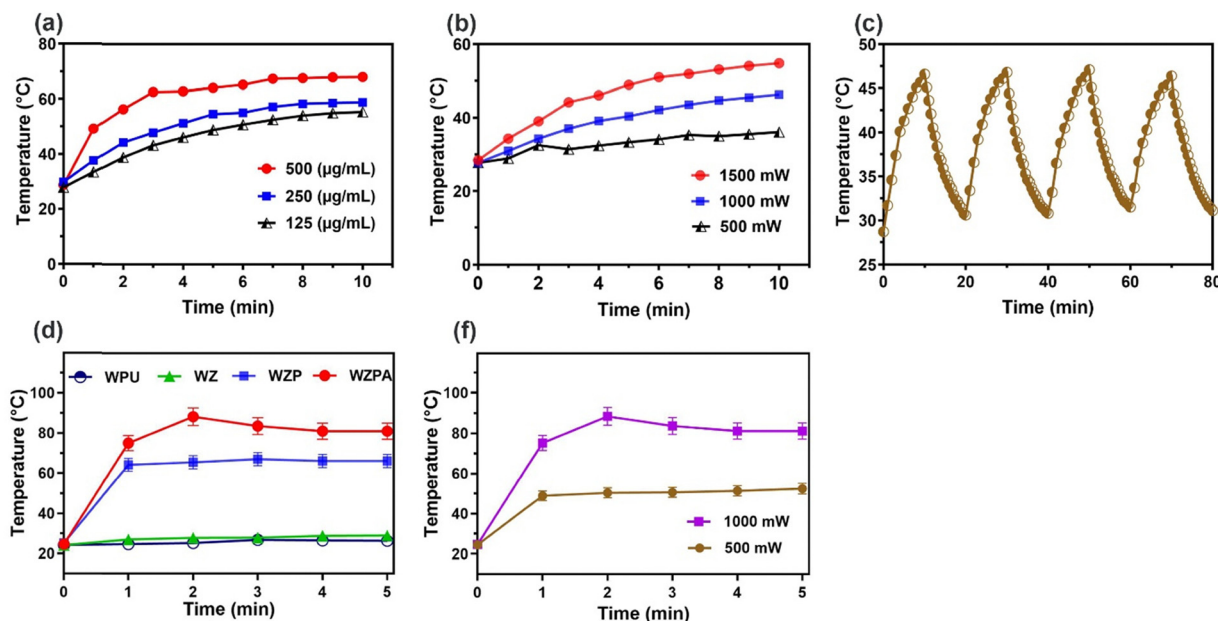 (a)
80
60
40
20
0
0 2 4 6 8 10
Temperature (°C)
Time (min)
500 (µg/mL)
250 (µg/mL)
125 (µg/mL)
(b)
60
40
20
0
0 2 4 6 8 10
Temperature (°C)
Time (min)
1500 mW
1000 mW
500 mW
(c)
45
40
35
30
25
0 20 40 60 80
Temperature (°C)
Time (min)
(d)
WPU WZ WZP WZPA
100
80
60
40
20
0 1 2 3 4 5
Temperature (°C)
Time (min)
(f)
100
80
60
40
20
0 1 2 3 4 5
Temperature (°C)
Time (min)
1000 mW
500 mW